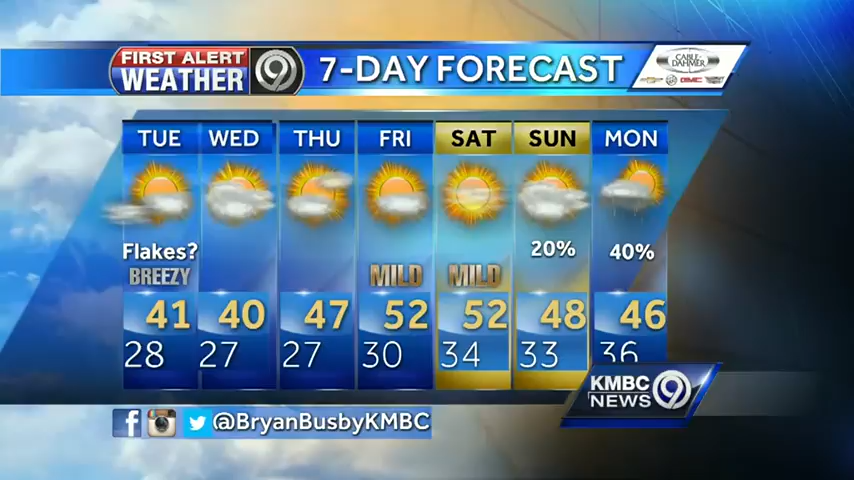 FIRST ALERT
WEATHER 9
7-DAY FORECAST
CABLE
DAHMER
GMC
TUE WED THU FRI SAT SUN MON
Flakes? 20% 40%
BREEZY MILD MILD
41 40 47 52 52 48 46
28 27 27 30 34 33 36
KMBC 9
NEWS
f @BryanBusbyKMBC